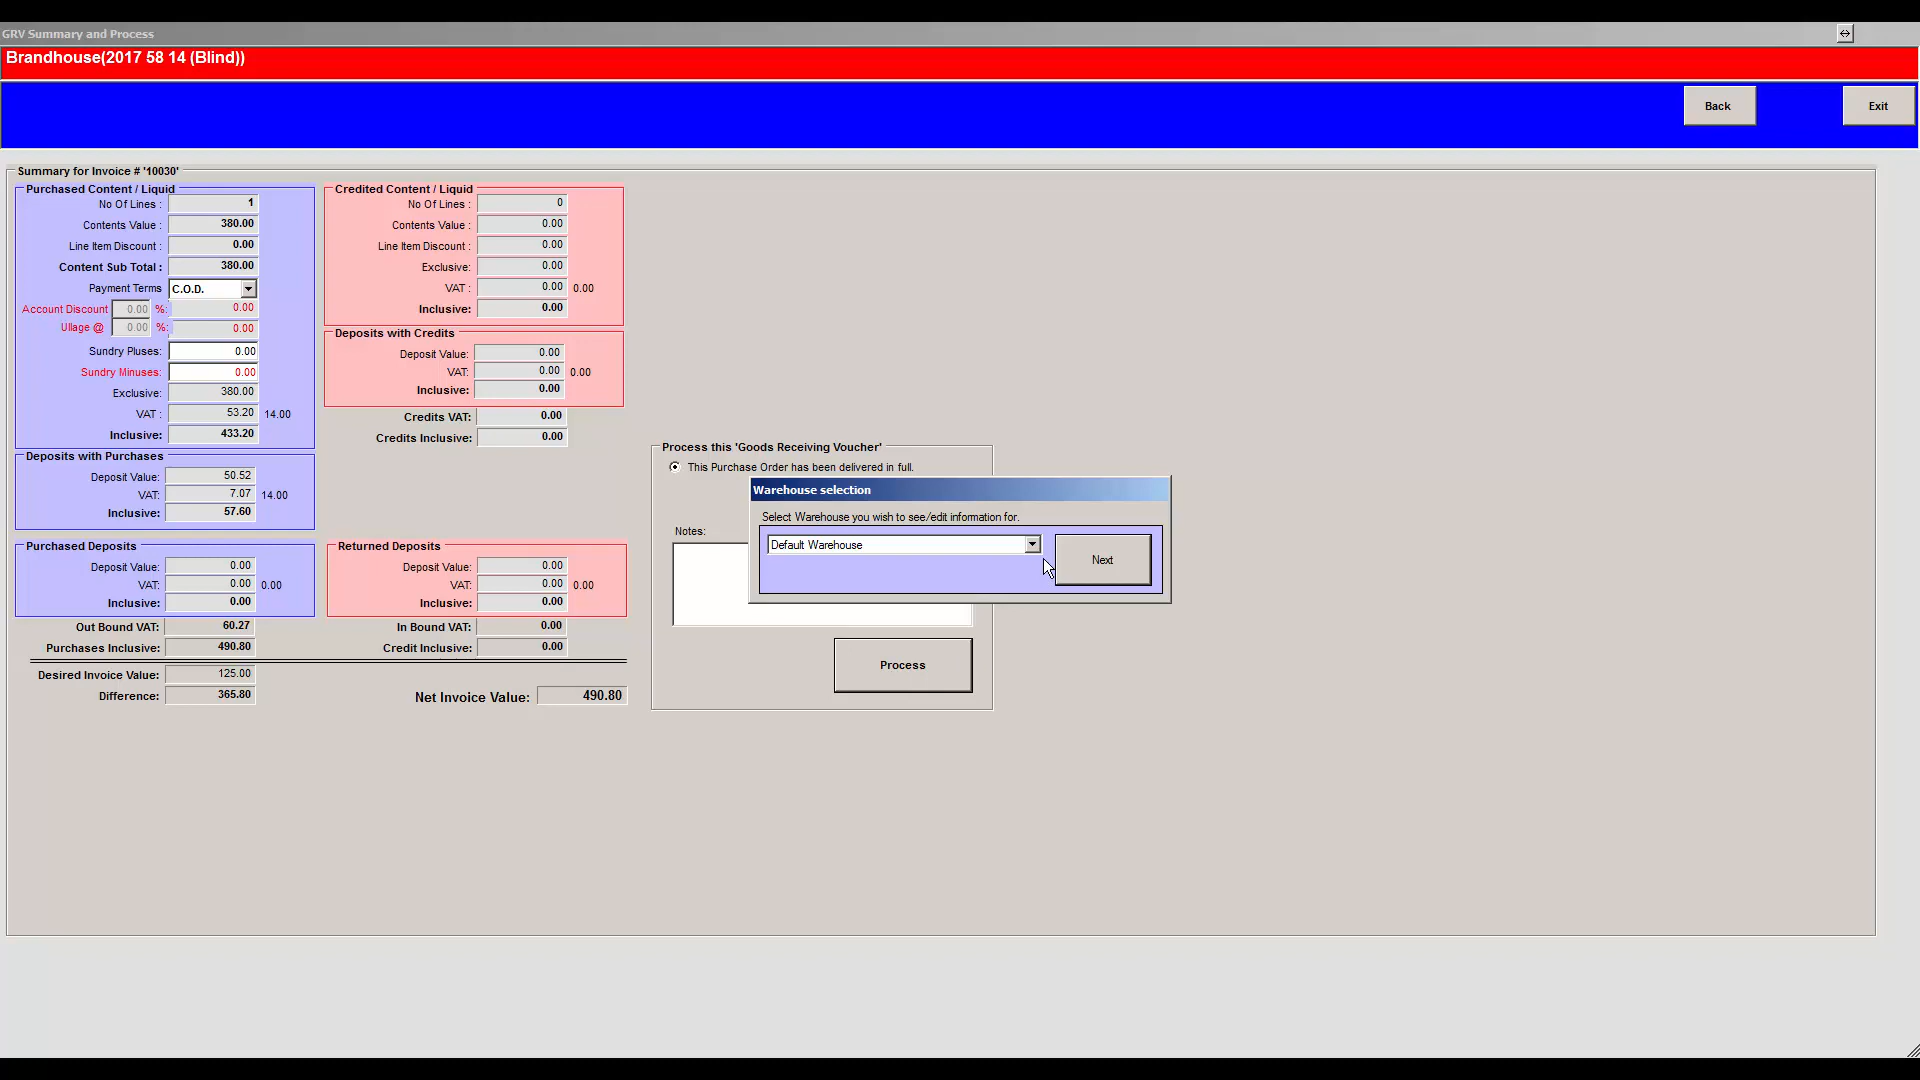 GRV Summary and Process
Brandhouse(2017 58 14 (Blind))
Back
Exit
Summary for Invoice # '10030'
Purchased Content / Liquid
No Of Lines : 1
Contents Value : 380.00
Line Item Discount : 0.00
Content Sub Total : 380.00
Payment Terms C.O.D.
Account Discount 0.00 %: 0.00
Ullage @ 0.00 %: 0.00
Sundry Pluses: 0.00
Sundry Minuses: 0.00
Exclusive: 380.00
VAT : 53.20 14.00
Inclusive: 433.20
Deposits with Purchases
Deposit Value: 50.52
VAT: 7.07 14.00
Inclusive: 57.60
Purchased Deposits
Deposit Value: 0.00
VAT: 0.00 0.00
Inclusive: 0.00
Out Bound VAT: 60.27
Purchases Inclusive: 490.80
Desired Invoice Value: 125.00
Difference: 365.80
Credited Content / Liquid
No Of Lines : 0
Contents Value : 0.00
Line Item Discount : 0.00
Exclusive: 0.00
VAT : 0.00 0.00
Inclusive: 0.00
Deposits with Credits
Deposit Value: 0.00
VAT: 0.00 0.00
Inclusive: 0.00
Credits VAT: 0.00
Credits Inclusive: 0.00
Returned Deposits
Deposit Value: 0.00
VAT: 0.00 0.00
Inclusive: 0.00
In Bound VAT: 0.00
Credit Inclusive: 0.00
Net Invoice Value: 490.80
Process this 'Goods Receiving Voucher'
This Purchase Order has been delivered in full.
Notes:
Process
Warehouse selection
Select Warehouse you wish to see/edit information for.
Default Warehouse
Next